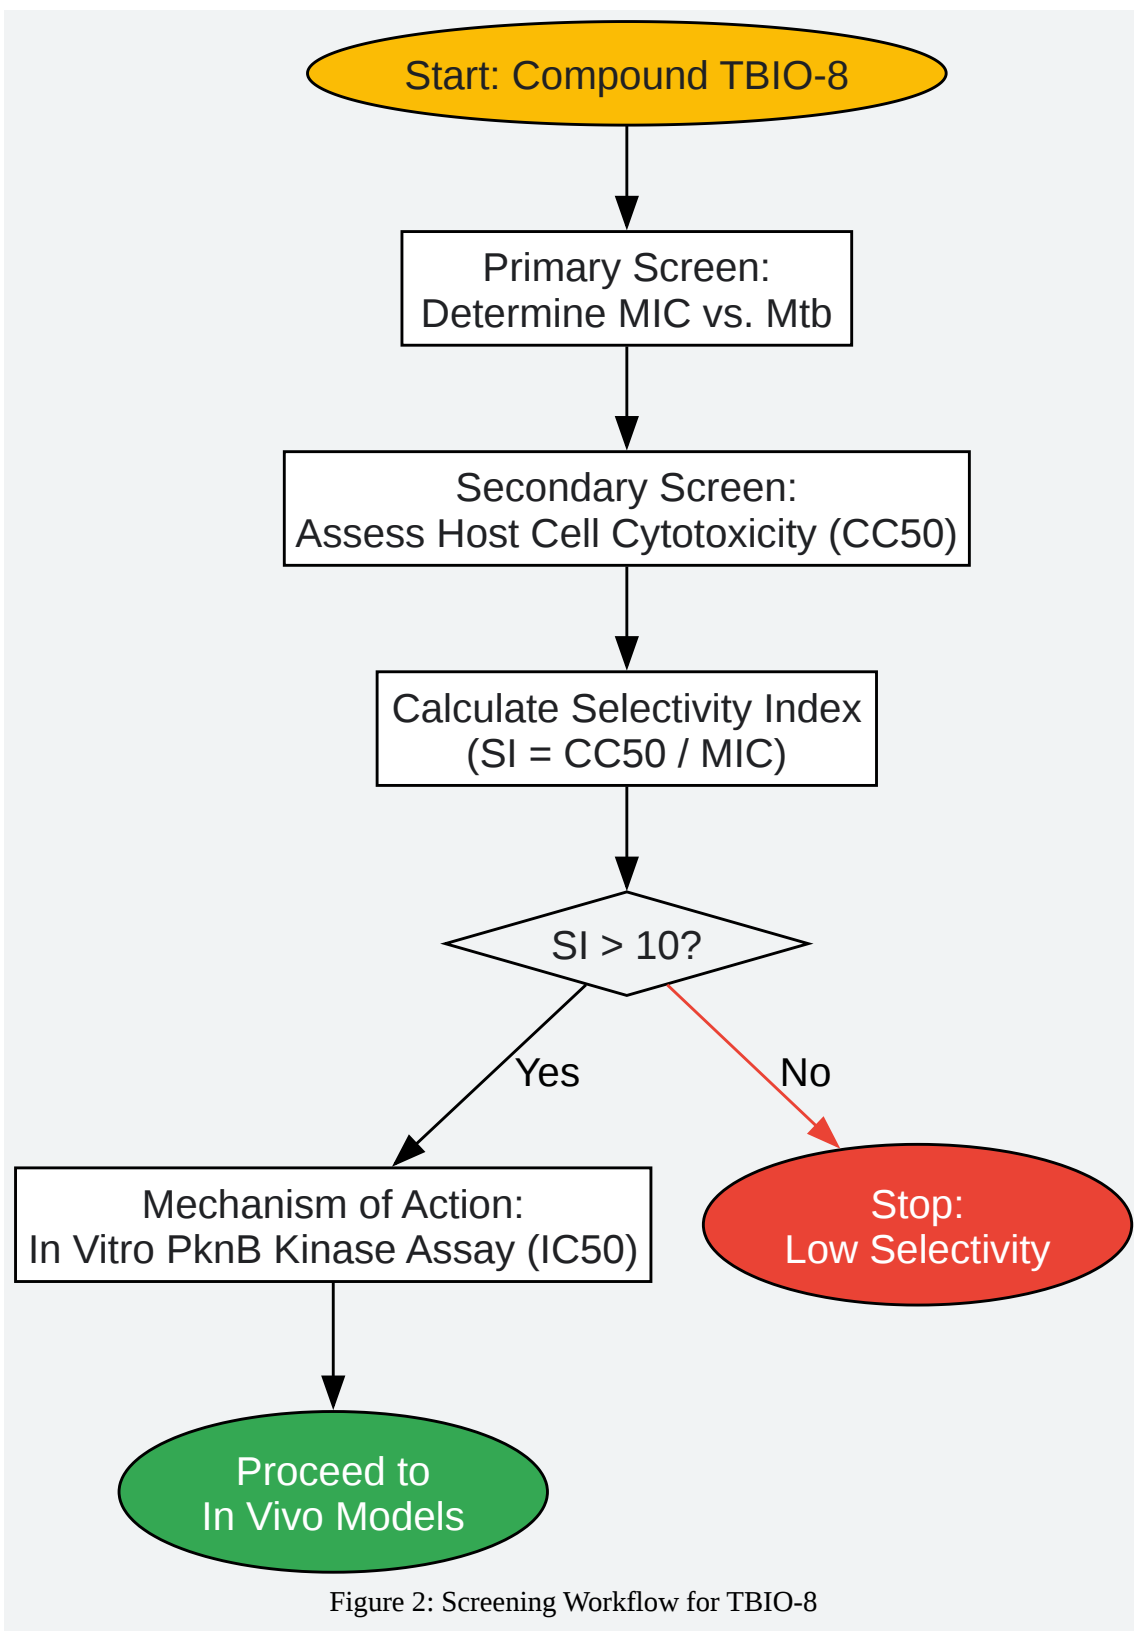 Start: Compound TBIO-8
Primary Screen:
Determine MIC vs. Mtb
Secondary Screen:
Assess Host Cell Cytotoxicity (CC50)
Calculate Selectivity Index
(SI = CC50 / MIC)
SI > 10?
Yes
No
Mechanism of Action:
In Vitro PknB Kinase Assay (IC50)
Stop:
Low Selectivity
Proceed to
In Vivo Models
Figure 2: Screening Workflow for TBIO-8